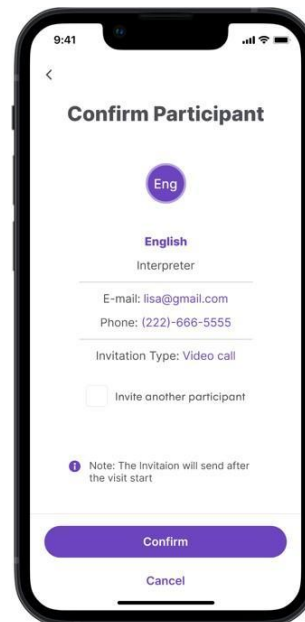 9:41
Confirm Participant
Eng
English
Interpreter
E-mail: lisa@gmail.com
Phone: (222)-666-5555
Invitation Type: Video call
Invite another participant
Note: The Invitaion will send after
the visit start
Confirm
Cancel